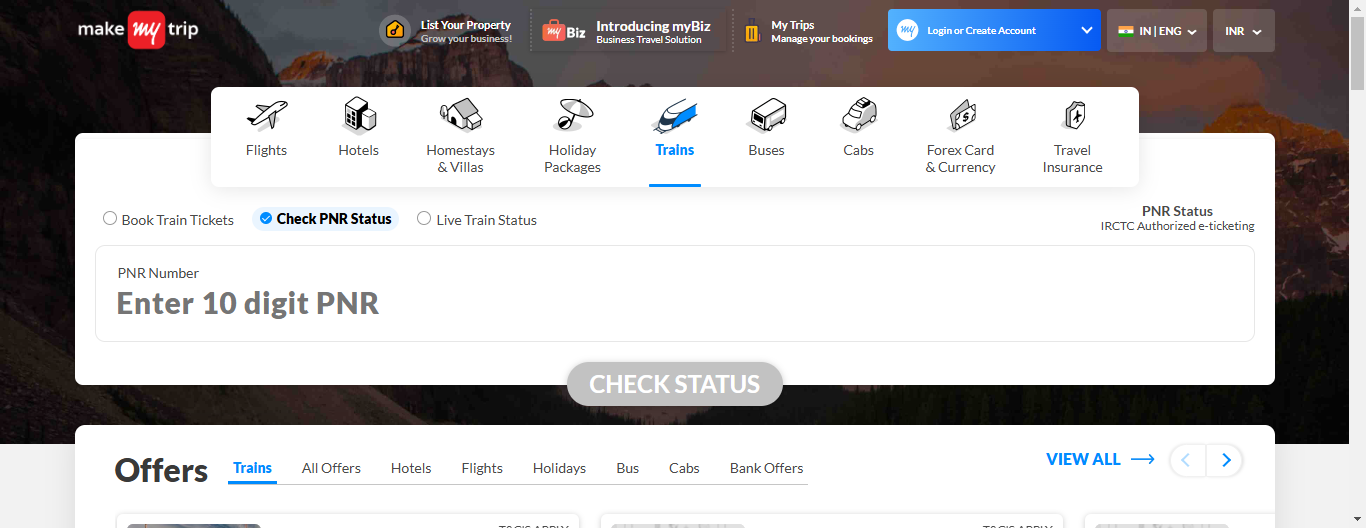 make my trip
List Your Property
Grow your business!
my Biz
Introducing myBiz
Business Travel Solution
My Trips
Manage your bookings
my
Login or Create Account
IN | ENG
INR
Flights
Hotels
Homestays
& Villas
Holiday
Packages
Trains
Buses
Cabs
Forex Card
& Currency
Travel
Insurance
Book Train Tickets
Check PNR Status
Live Train Status
PNR Status
IRCTC Authorized e-ticketing
PNR Number
Enter 10 digit PNR
CHECK STATUS
Offers
Trains
All Offers
Hotels
Flights
Holidays
Bus
Cabs
Bank Offers
VIEW ALL
T&C'S APPLY
T&C'S APPLY